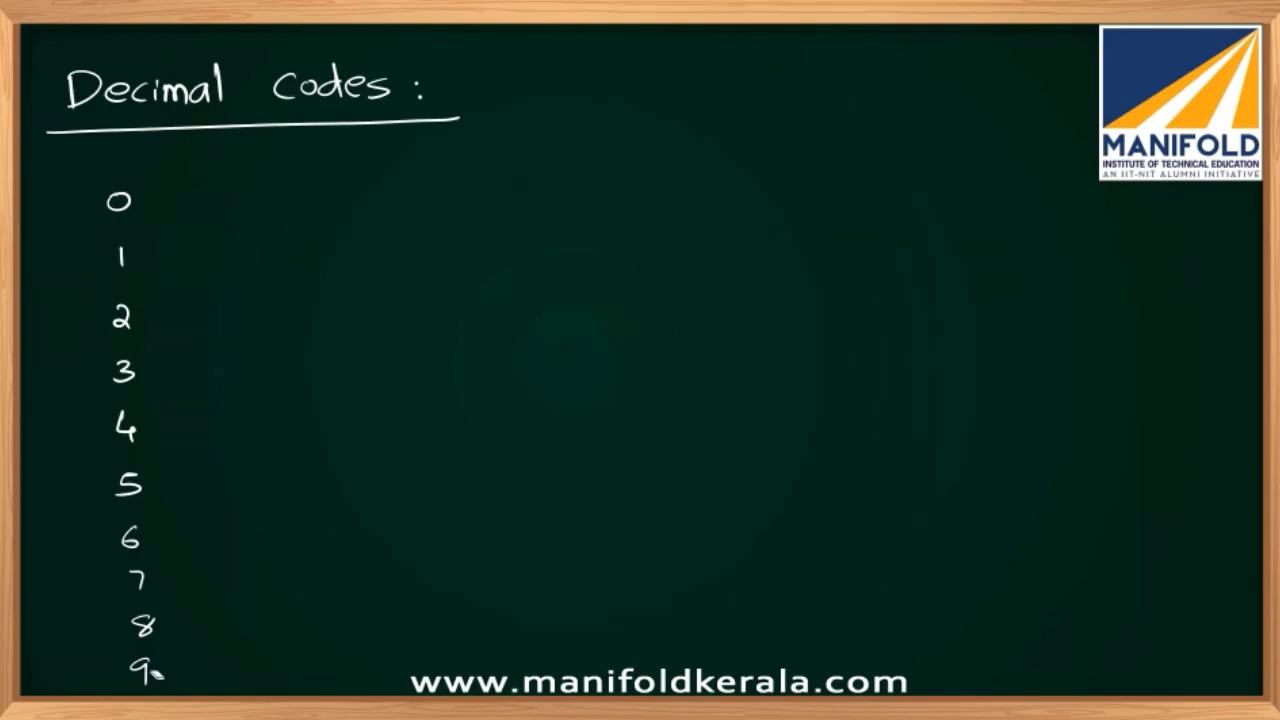 Decimal Codes :
0
1
2
3
4
5
6
7
8
9
MANIFOLD
INSTITUTE OF TECHNICAL EDUCATION
AN IIT-NIT ALUMNI INITIATIVE
www.manifoldkerala.com